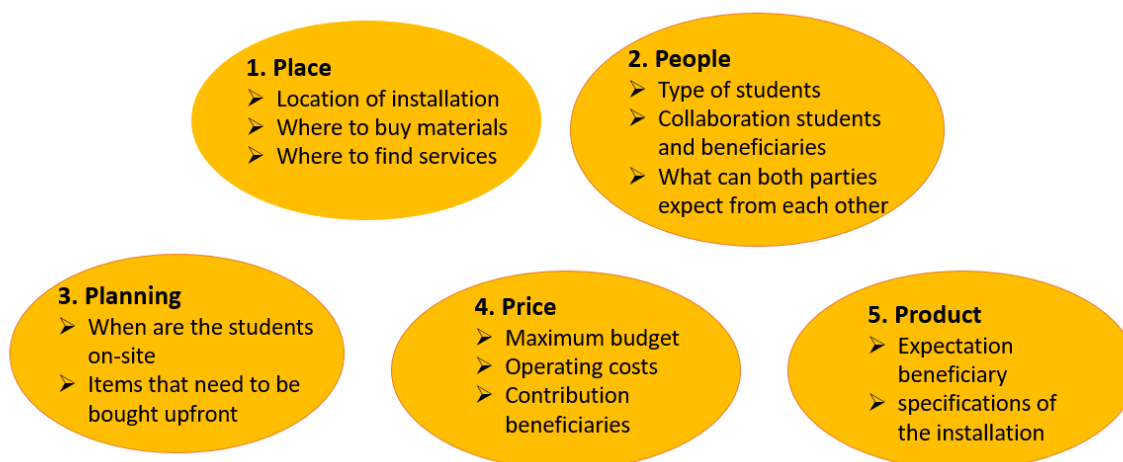 1. Place
➢ Location of installation
➢ Where to buy materials
➢ Where to find services
2. People
➢ Type of students
➢ Collaboration students
and beneficiaries
➢ What can both parties
expect from each other
3. Planning
➢ When are the students
on-site
➢ Items that need to be
bought upfront
4. Price
➢ Maximum budget
➢ Operating costs
➢ Contribution
beneficiaries
5. Product
➢ Expectation
beneficiary
➢ specifications of
the installation